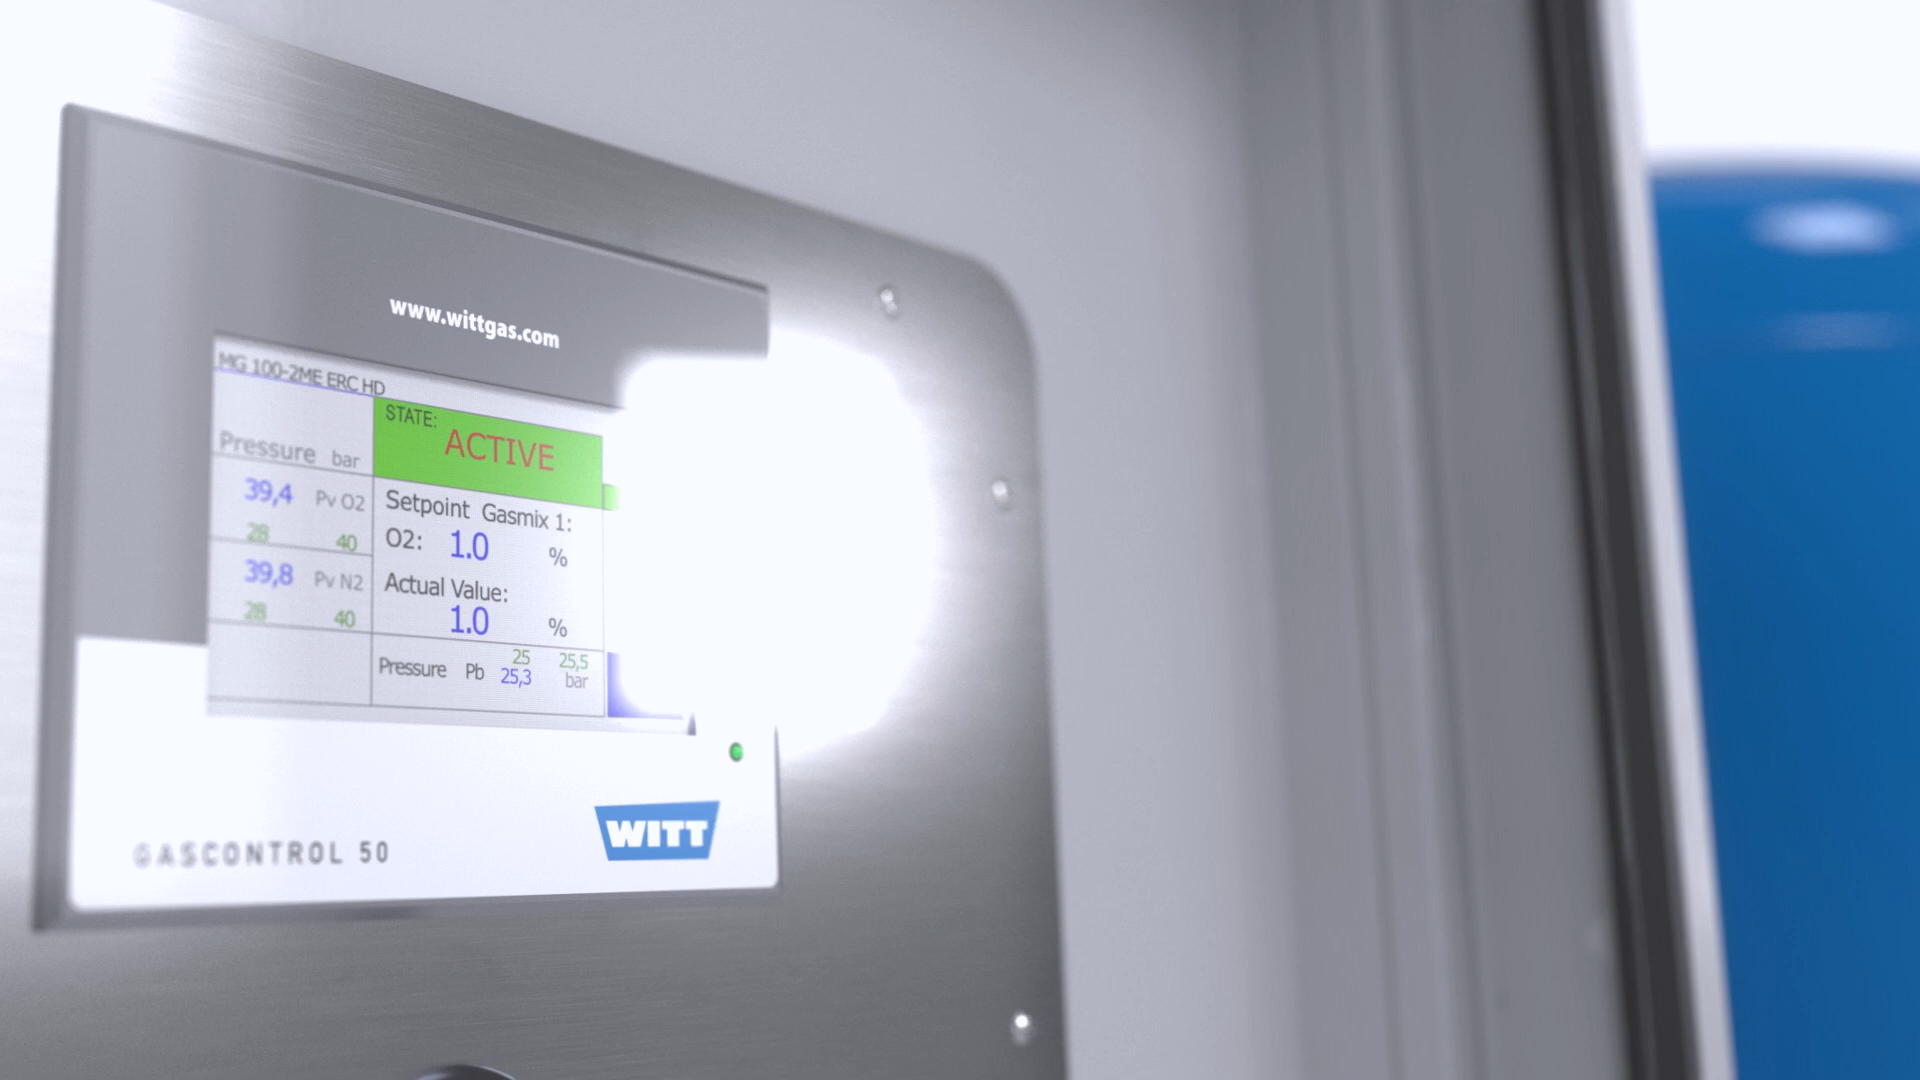 www.wittgas.com
MG 100-2ME ERC HD
STATE:
ACTIVE
Pressure bar
39,4 Pv O2
28 40
39,8 Pv N2
28 40
Setpoint Gasmix 1:
O2: 1.0 %
Actual Value:
1.0 %
25 25,5
Pressure Pb 25,3 bar
GASCONTROL 50
WITT